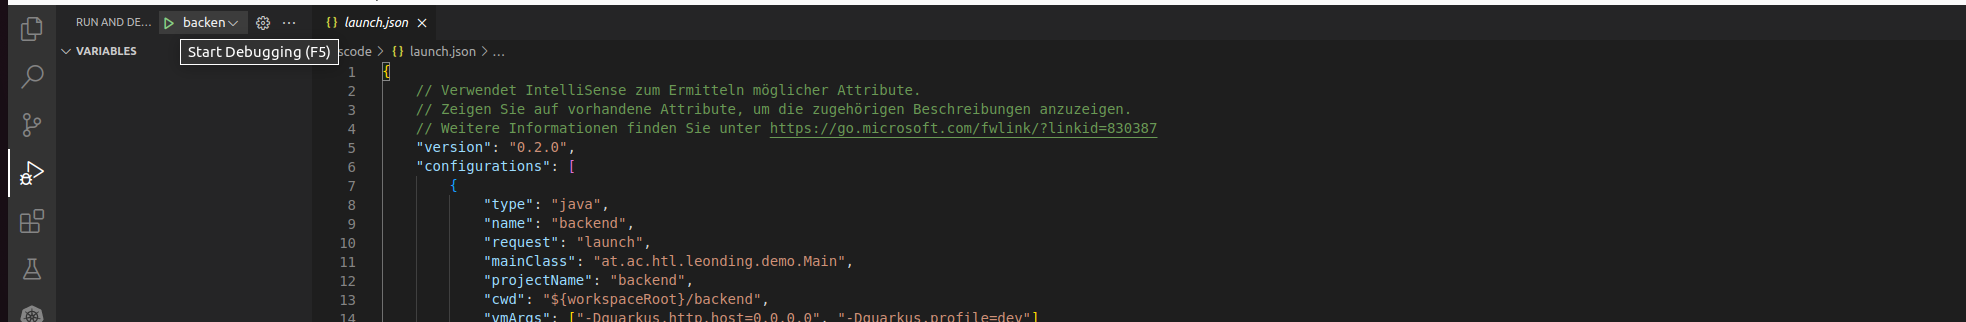 RUN AND DE...
backen
launch.json
VARIABLES
Start Debugging (F5)
scode > {} launch.json > ...
1 {
2 // Verwendet IntelliSense zum Ermitteln möglicher Attribute.
3 // Zeigen Sie auf vorhandene Attribute, um die zugehörigen Beschreibungen anzuzeigen.
4 // Weitere Informationen finden Sie unter https://go.microsoft.com/fwlink/?linkid=830387
5 "version": "0.2.0",
6 "configurations": [
7 {
8 "type": "java",
9 "name": "backend",
10 "request": "launch",
11 "mainClass": "at.ac.htl.leonding.demo.Main",
12 "projectName": "backend",
13 "cwd": "${workspaceRoot}/backend",
14 "vmArgs": ["-Dquarkus.http.host=0.0.0.0", "-Dquarkus.profile=dev"]